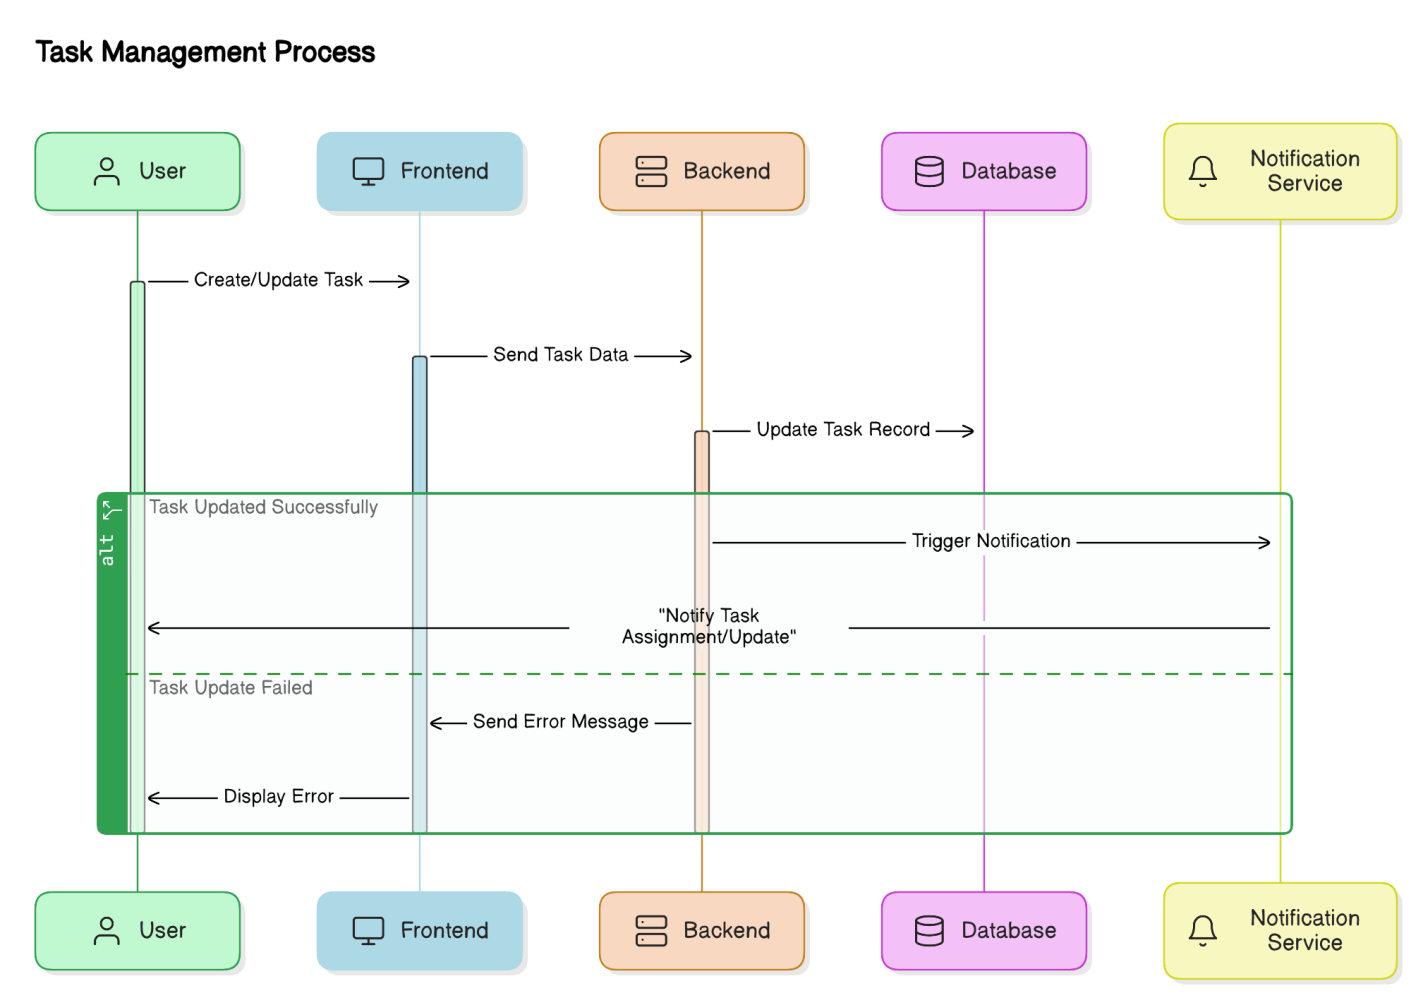 Task Management Process
User
Frontend
Backend
Database
Notification
Service
Create/Update Task
Send Task Data
Update Task Record
alt
Task Updated Successfully
Trigger Notification
"Notify Task
Assignment/Update"
Task Update Failed
Send Error Message
Display Error
User
Frontend
Backend
Database
Notification
Service